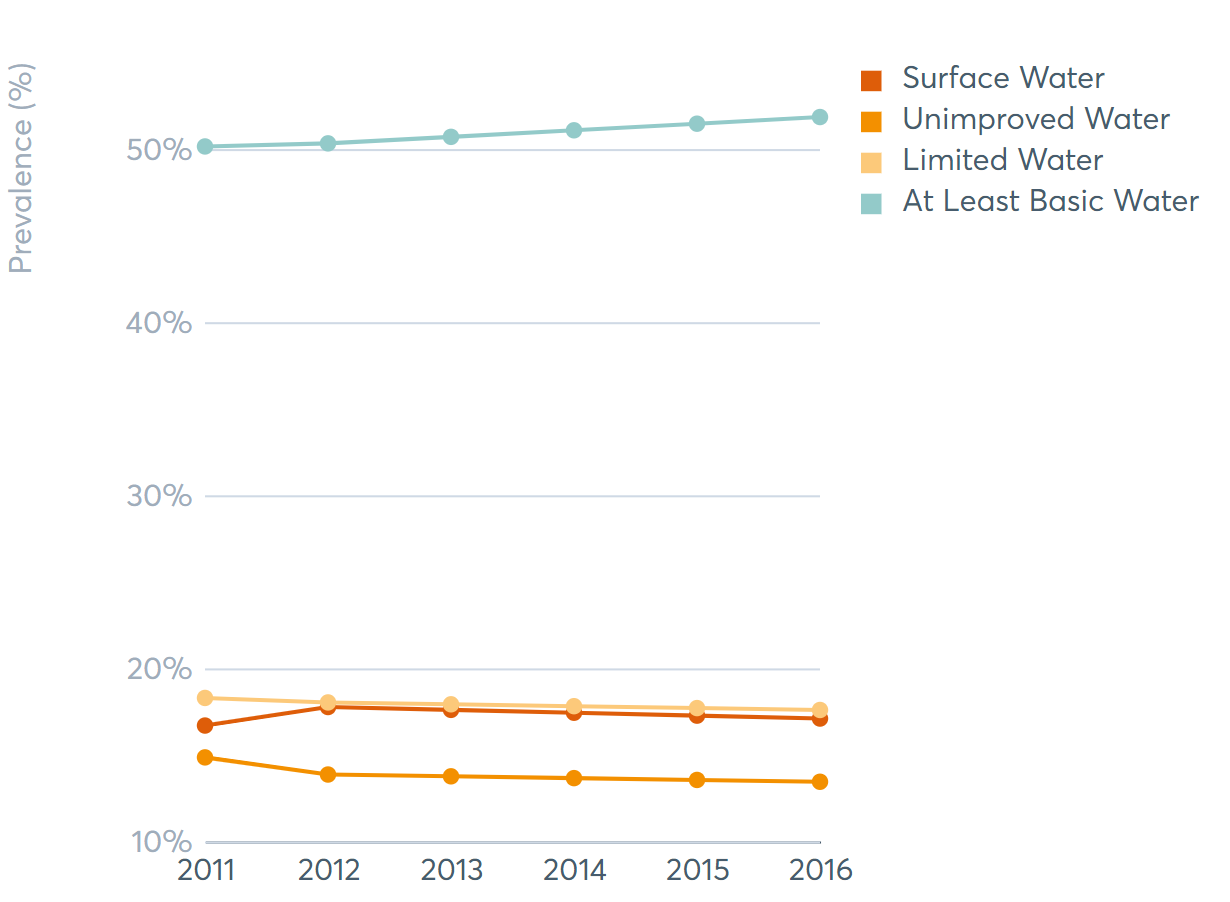 Prevalence (%)
50%
40%
30%
20%
10%
2011 2012 2013 2014 2015 2016
Surface Water
Unimproved Water
Limited Water
At Least Basic Water